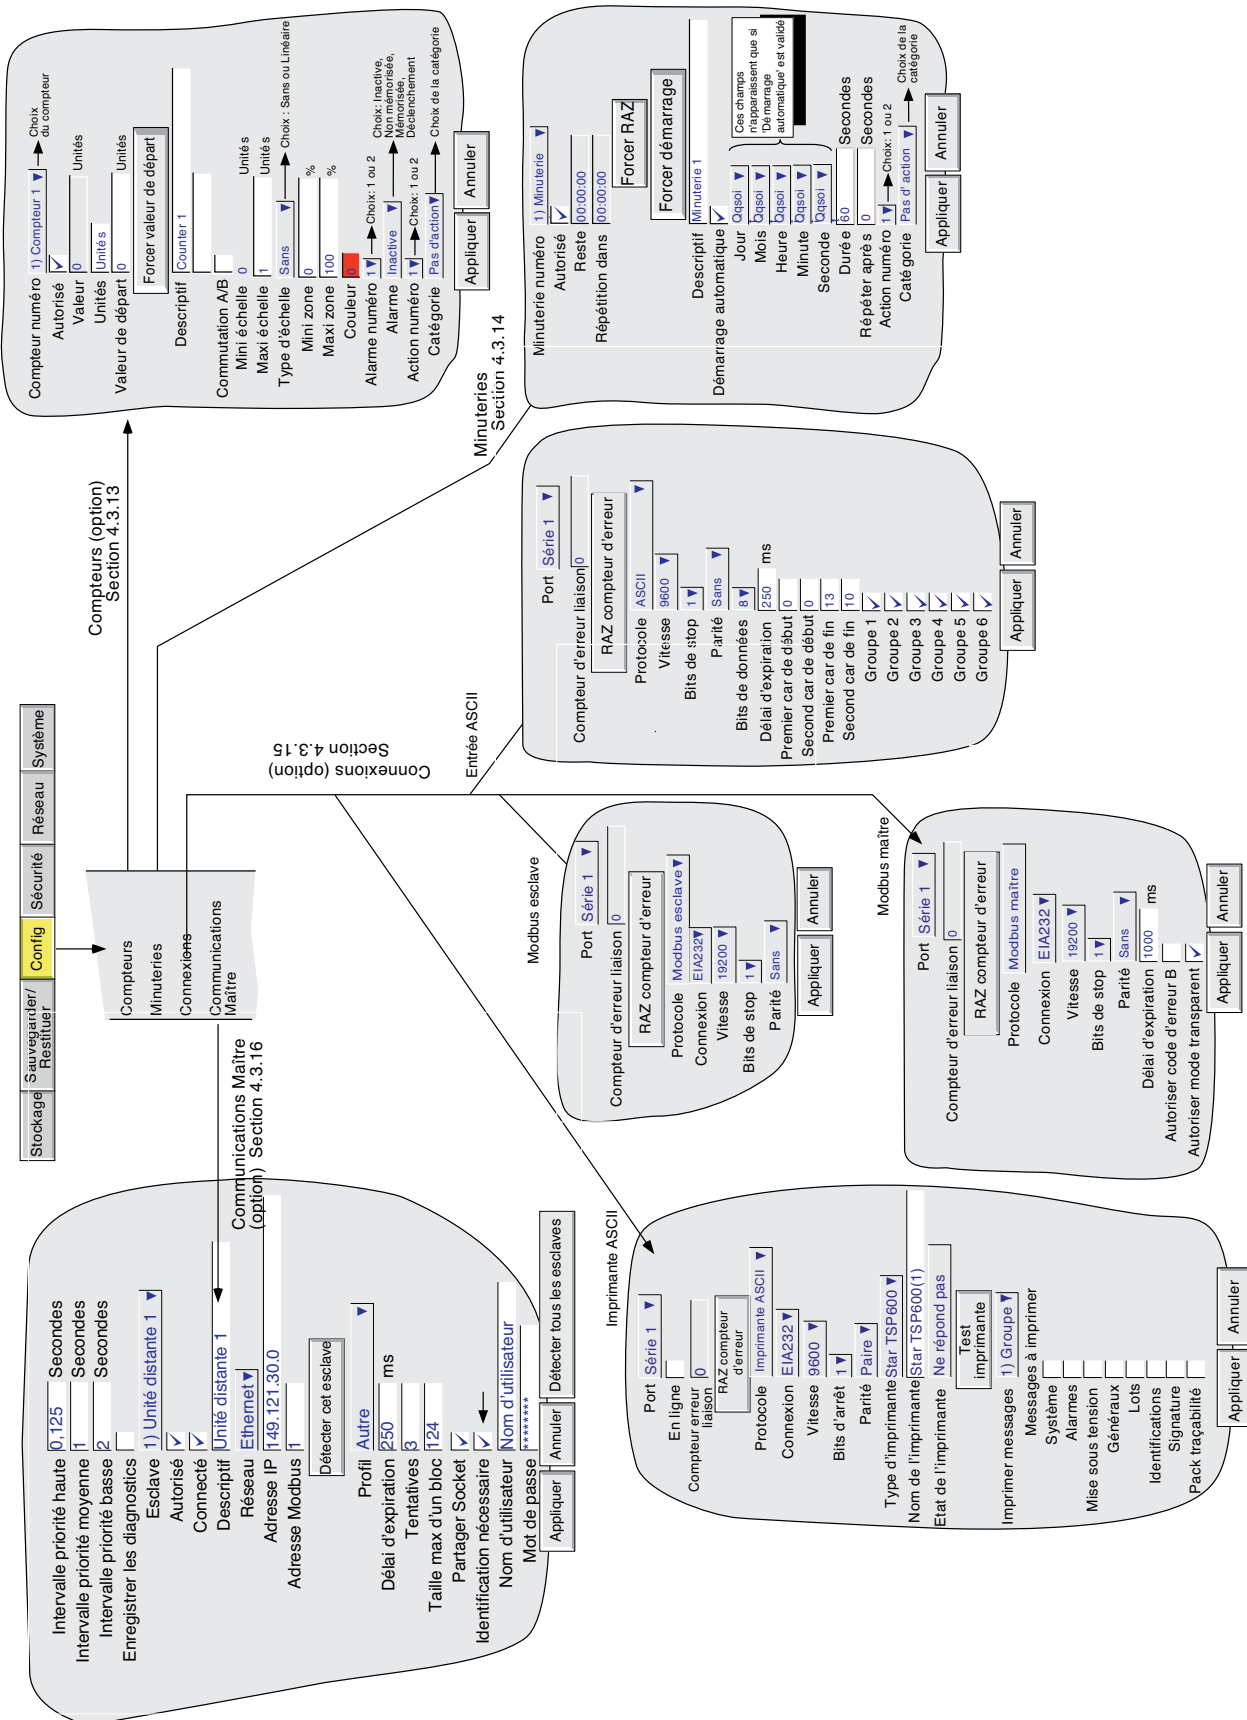 Stockage
Sauvegarder/
Restituer
Config
Sécurité
Réseau
Système
Compteurs
Minuteries
Connexions
Communications
Maître
Communications Maître
(option) Section 4.3.16
Intervalle priorité haute 0,125 Secondes
Intervalle priorité moyenne 1 Secondes
Intervalle priorité basse 2 Secondes
Enregistrer les diagnostics
Esclave 1) Unité distante 1
Autorisé
Connecté
Descriptif Unité distante 1
Réseau Ethernet
Adresse IP 149.121.30.0
Adresse Modbus 1
Détecter cet esclave
Profil Autre
Délai d'expiration 250 ms
Tentatives 3
Taille max d'un bloc 124
Partager Socket
Identification nécessaire
Nom d'utilisateur Nom d'utilisateur
Mot de passe ********
Appliquer Annuler Détecter tous les esclaves
Compteurs (option)
Section 4.3.13
Compteur numéro 1) Compteur 1 Choix
du compteur
Autorisé
Valeur 0 Unités
Unités Unités
Valeur de départ 0 Unités
Forcer valeur de départ
Descriptif Counter 1
Commutation A/B
Mini échelle 0 Unités
Maxi échelle 1 Unités
Type d'échelle Sans Choix : Sans ou Linéaire
Mini zone 0 %
Maxi zone 100 %
Couleur 0
Alarme numéro 1 Choix: 1 ou 2
Alarme Inactive Choix: Inactive,
Non mémorisée,
Mémorisée,
Déclenchement
Action numéro 1 Choix: 1 ou 2
Catégorie Pas d'action Choix de la catégorie
Appliquer Annuler
Minuteries
Section 4.3.14
Minuterie numéro 1) Minuterie
Autorisé
Reste 00:00:00
Répétition dans 00:00:00
Forcer RAZ
Forcer démarrage
Descriptif Minuterie 1
Démarrage automatique
Jour Qqsoi
Mois Qqsoi
Heure Qqsoi
Minute Qqsoi
Seconde Qqsoi
Ces champs
n'apparaissent que si
'Démarrage
automatique' est validé
Durée 60 Secondes
Répéter après 0 Secondes
Action numéro 1 Choix: 1 ou 2
Catégorie Pas d' action Choix de la
catégorie
Appliquer Annuler
Connexions (option)
Section 4.3.15
Entrée ASCII
Port Série 1
Compteur d'erreur liaison 0
RAZ compteur d'erreur
Protocole ASCII
Vitesse 9600
Bits de stop 1
Parité Sans
Bits de données 8
Délai d'expiration 250 ms
Premier car de début 0
Second car de début 0
Premier car de fin 13
Second car de fin 10
Groupe 1
Groupe 2
Groupe 3
Groupe 4
Groupe 5
Groupe 6
Appliquer Annuler
Modbus esclave
Port Série 1
Compteur d'erreur liaison 0
RAZ compteur d'erreur
Protocole Modbus esclave
Connexion EIA232
Vitesse 19200
Bits de stop 1
Parité Sans
Appliquer Annuler
Modbus maître
Port Série 1
Compteur d'erreur liaison 0
RAZ compteur d'erreur
Protocole Modbus maître
Connexion EIA232
Vitesse 19200
Bits de stop 1
Parité Sans
Délai d'expiration 1000 ms
Autoriser code d'erreur B
Autoriser mode transparent
Appliquer Annuler
Imprimante ASCII
Port Série 1
En ligne
Compteur erreur
liaison 0
RAZ compteur
d'erreur
Protocole Imprimante ASCII
Connexion EIA232
Vitesse 9600
Bits d'arrêt 1
Parité Paire
Type d'imprimante Star TSP600
Nom de l'imprimante Star TSP600(1)
Etat de l'imprimante Ne répond pas
Test
imprimante
Imprimer messages 1) Groupe
Messages à imprimer
Système
Alarmes
Mise sous tension
Généraux
Lots
Identifications
Signature
Pack traçabilité
Appliquer Annuler